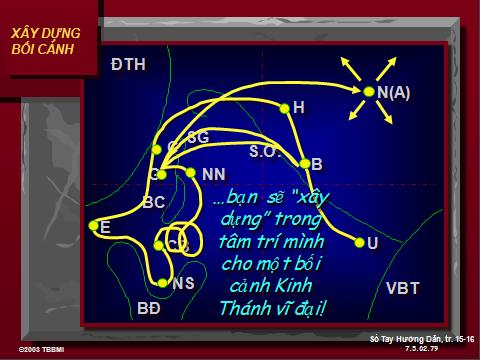 XÂY DỰNG
BỐI CẢNH
ĐTH
N(A)
H
C
SG
S.O.
B
G
NN
BC
...bạn sẽ "xây
dựng" trong
tâm trí mình
cho một bối
cảnh Kinh
Thánh vĩ đại!
E
CB
U
NS
BĐ
VBT
Sổ Tay Hướng Dẫn, tr. 15-16
7.5.02.79
©2003 TBBMI